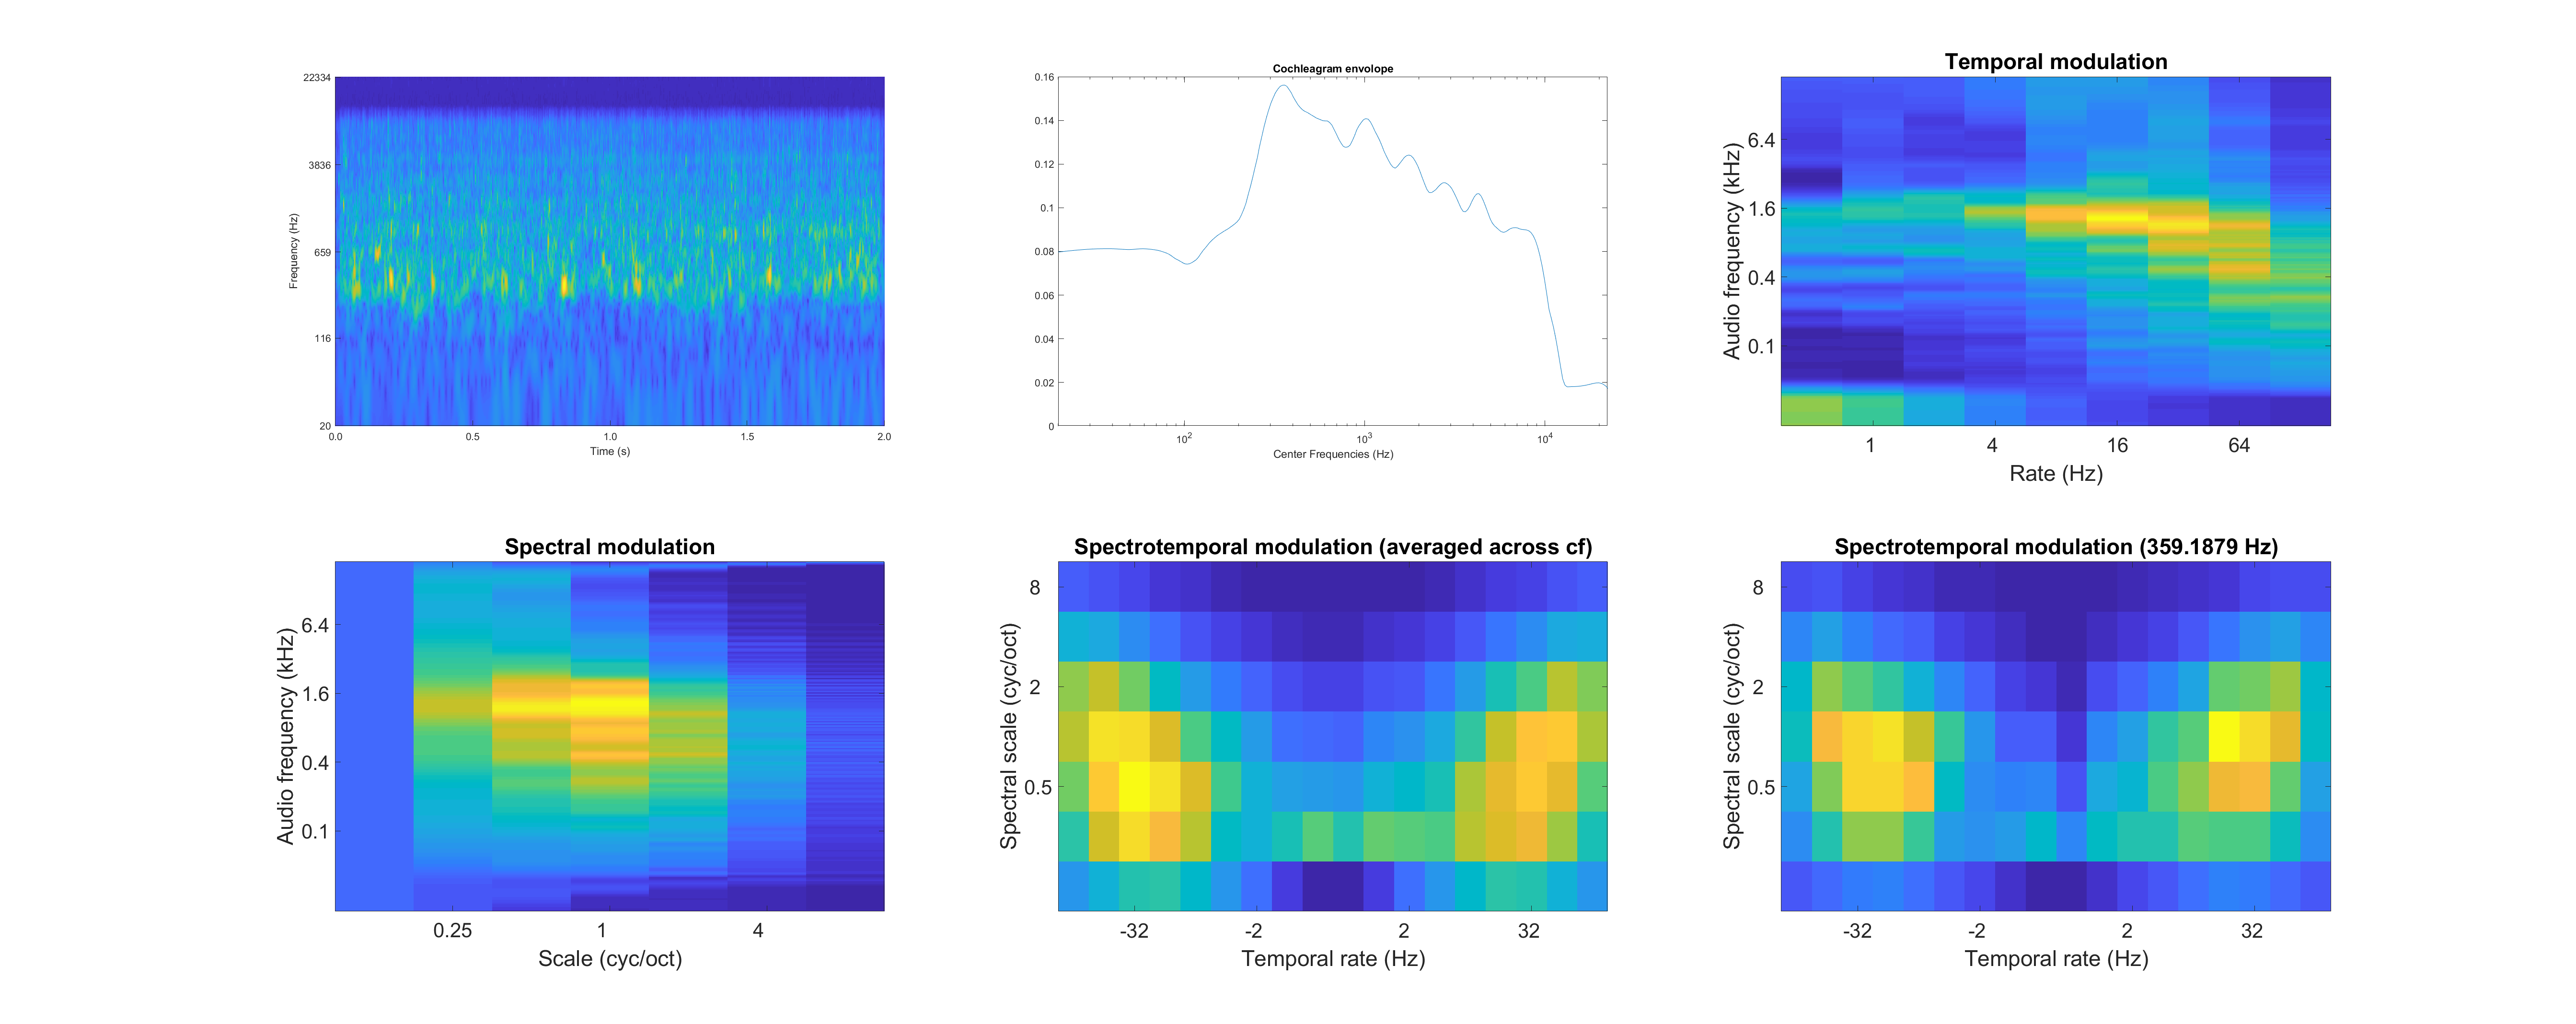 22334
3836
659
116
20
Frequency (Hz)
0.0 0.5 1.0 1.5 2.0
Time (s)
Cochleagram envolope
0.16
0.14
0.12
0.1
0.08
0.06
0.04
0.02
0
10² 10³ 10⁴
Center Frequencies (Hz)
Temporal modulation
6.4
1.6
0.4
0.1
Audio frequency (kHz)
1 4 16 64
Rate (Hz)
Spectral modulation
6.4
1.6
0.4
0.1
Audio frequency (kHz)
0.25 1 4
Scale (cyc/oct)
Spectrotemporal modulation (averaged across cf)
8
2
0.5
Spectral scale (cyc/oct)
-32 -2 2 32
Temporal rate (Hz)
Spectrotemporal modulation (359.1879 Hz)
8
2
0.5
Spectral scale (cyc/oct)
-32 -2 2 32
Temporal rate (Hz)